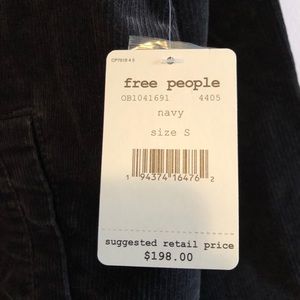 free people
OB1041691 4405
navy
size S
1 94374 16476 2
suggested retail price
$198.00